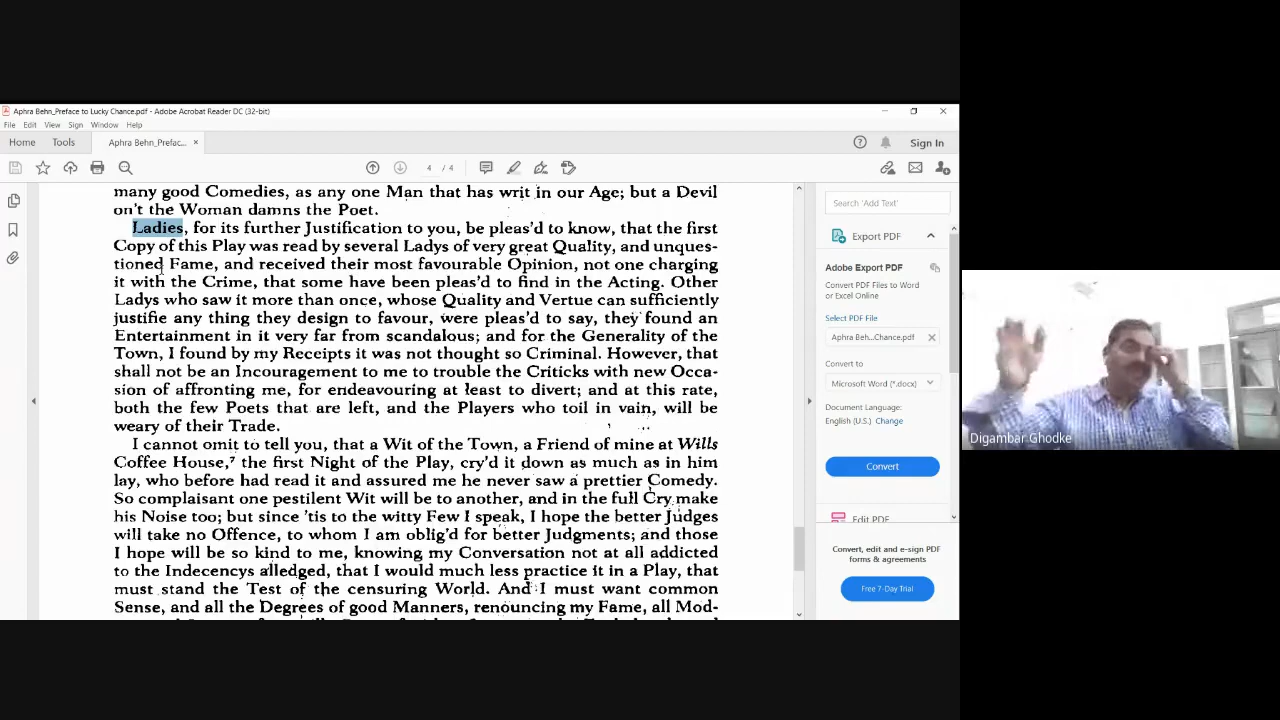 Aphra Behn_Preface to Lucky Chance.pdf - Adobe Acrobat Reader DC (32-bit)
File Edit View Sign Window Help
Home Tools Aphra Behn_Prefac... × Sign In
4 / 4
many good Comedies, as any one Man that has writ in our Age; but a Devil
on't the Woman damns the Poet.
Ladies, for its further Justification to you, be pleas'd to know, that the first
Copy of this Play was read by several Ladys of very great Quality, and unques-
tioned Fame, and received their most favourable Opinion, not one charging
it with the Crime, that some have been pleas'd to find in the Acting. Other
Ladys who saw it more than once, whose Quality and Vertue can sufficiently
justifie any thing they design to favour, were pleas'd to say, they found an
Entertainment in it very far from scandalous; and for the Generality of the
Town, I found by my Receipts it was not thought so Criminal. However, that
shall not be an Incouragement to me to trouble the Criticks with new Occa-
sion of affronting me, for endeavouring at least to divert; and at this rate,
both the few Poets that are left, and the Players who toil in vain, will be
weary of their Trade.
I cannot omit to tell you, that a Wit of the Town, a Friend of mine at Wills
Coffee House,⁷ the first Night of the Play, cry'd it down as much as in him
lay, who before had read it and assured me he never saw a prettier Comedy.
So complaisant one pestilent Wit will be to another, and in the full Cry make
his Noise too; but since 'tis to the witty Few I speak, I hope the better Judges
will take no Offence, to whom I am oblig'd for better Judgments; and those
I hope will be so kind to me, knowing my Conversation not at all addicted
to the Indecencys alledged, that I would much less practice it in a Play, that
must stand the Test of the censuring World. And I must want common
Sense, and all the Degrees of good Manners, renouncing my Fame, all Mod-
Search 'Add Text'
Export PDF
Adobe Export PDF
Convert PDF Files to Word
or Excel Online
Select PDF File
Aphra Beh...Chance.pdf
Convert to
Microsoft Word (*.docx)
Document Language:
English (U.S.) Change
Convert
Edit PDF
Convert, edit and e-sign PDF
forms & agreements
Free 7-Day Trial
Digambar Ghodke